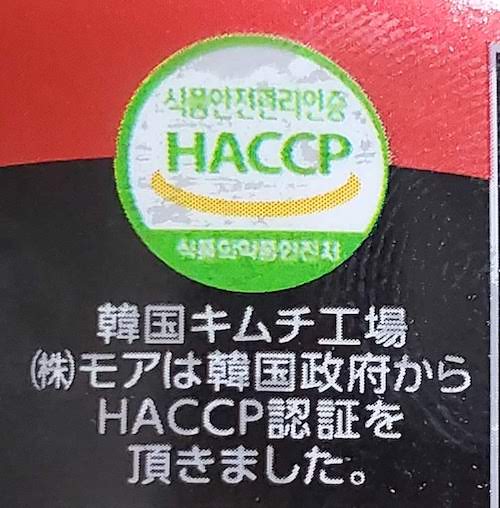 식품안전관리인증
HACCP
식품의약품안전처
韓国キムチ工場
㈱モアは韓国政府から
HACCP認証を
頂きました。